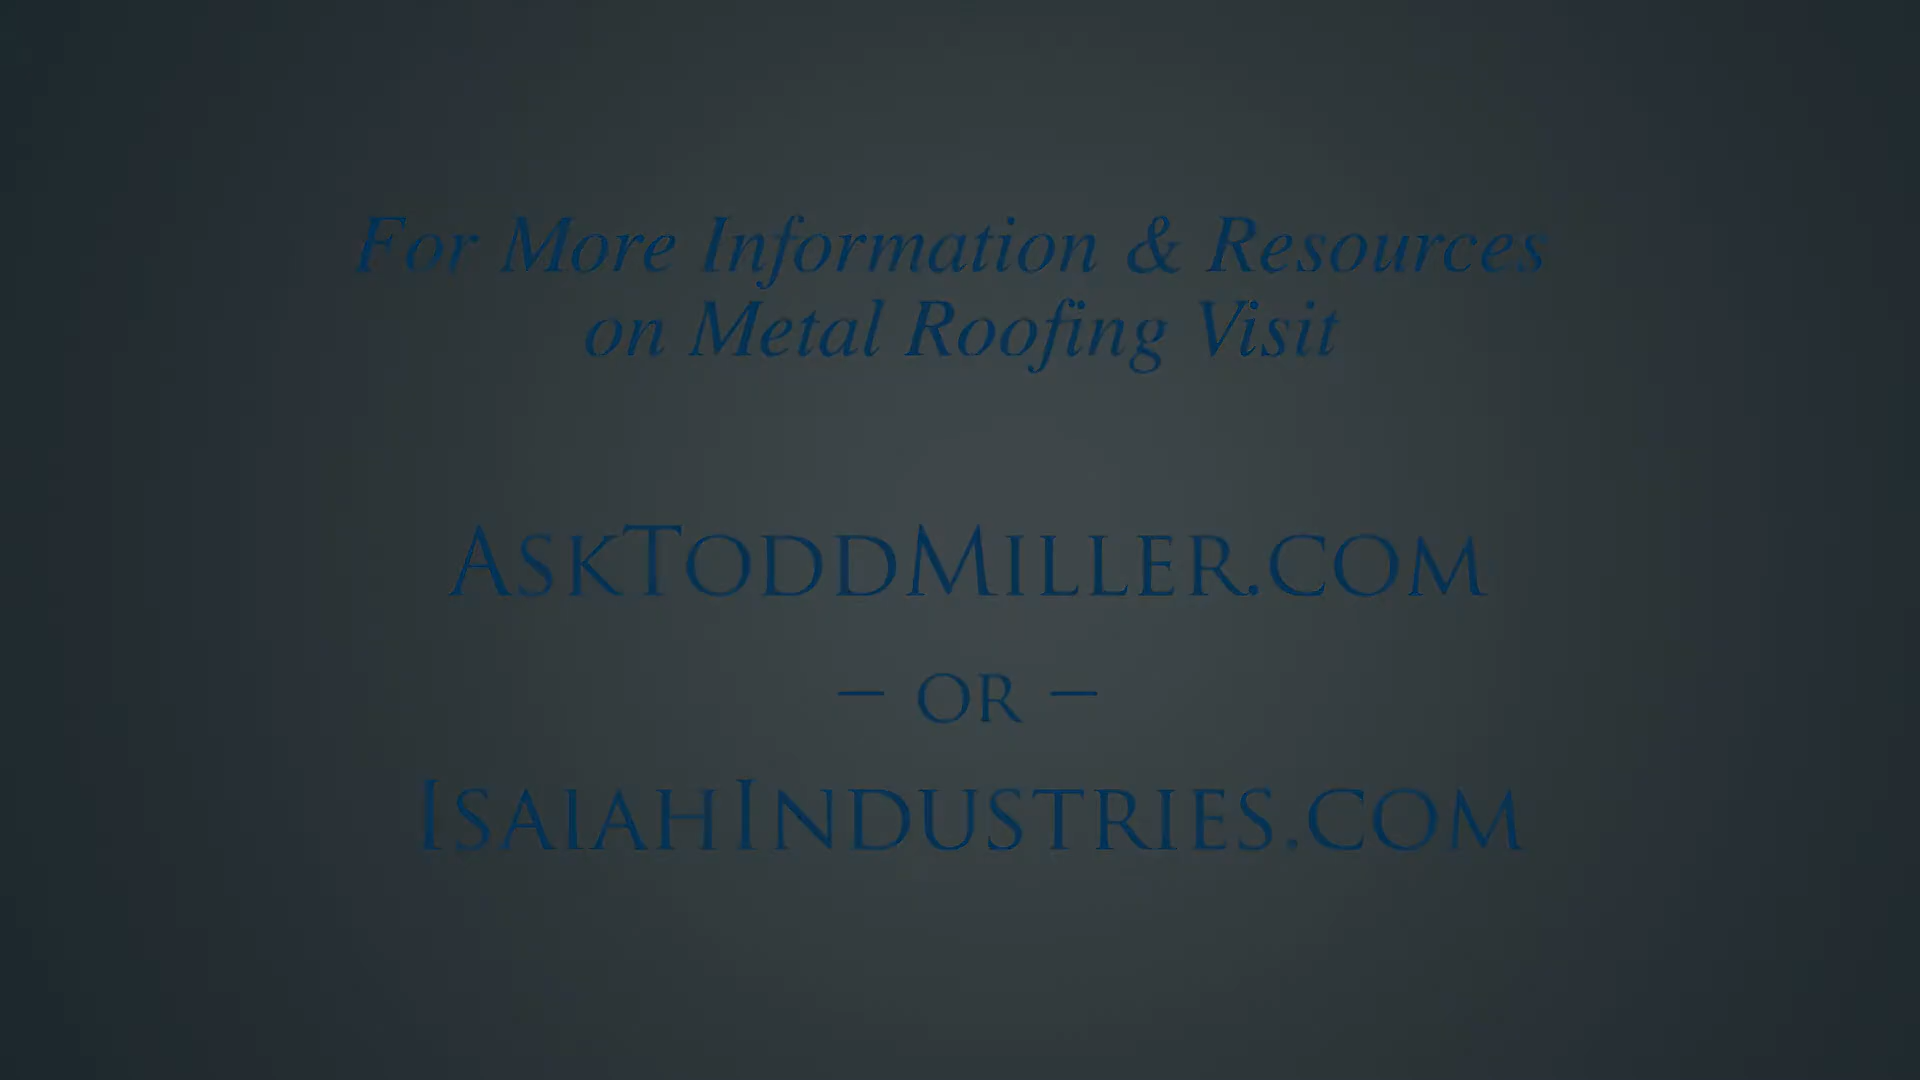 For More Information & Resources
on Metal Roofing Visit
AskToddMiller.com
– or –
IsaiahIndustries.com